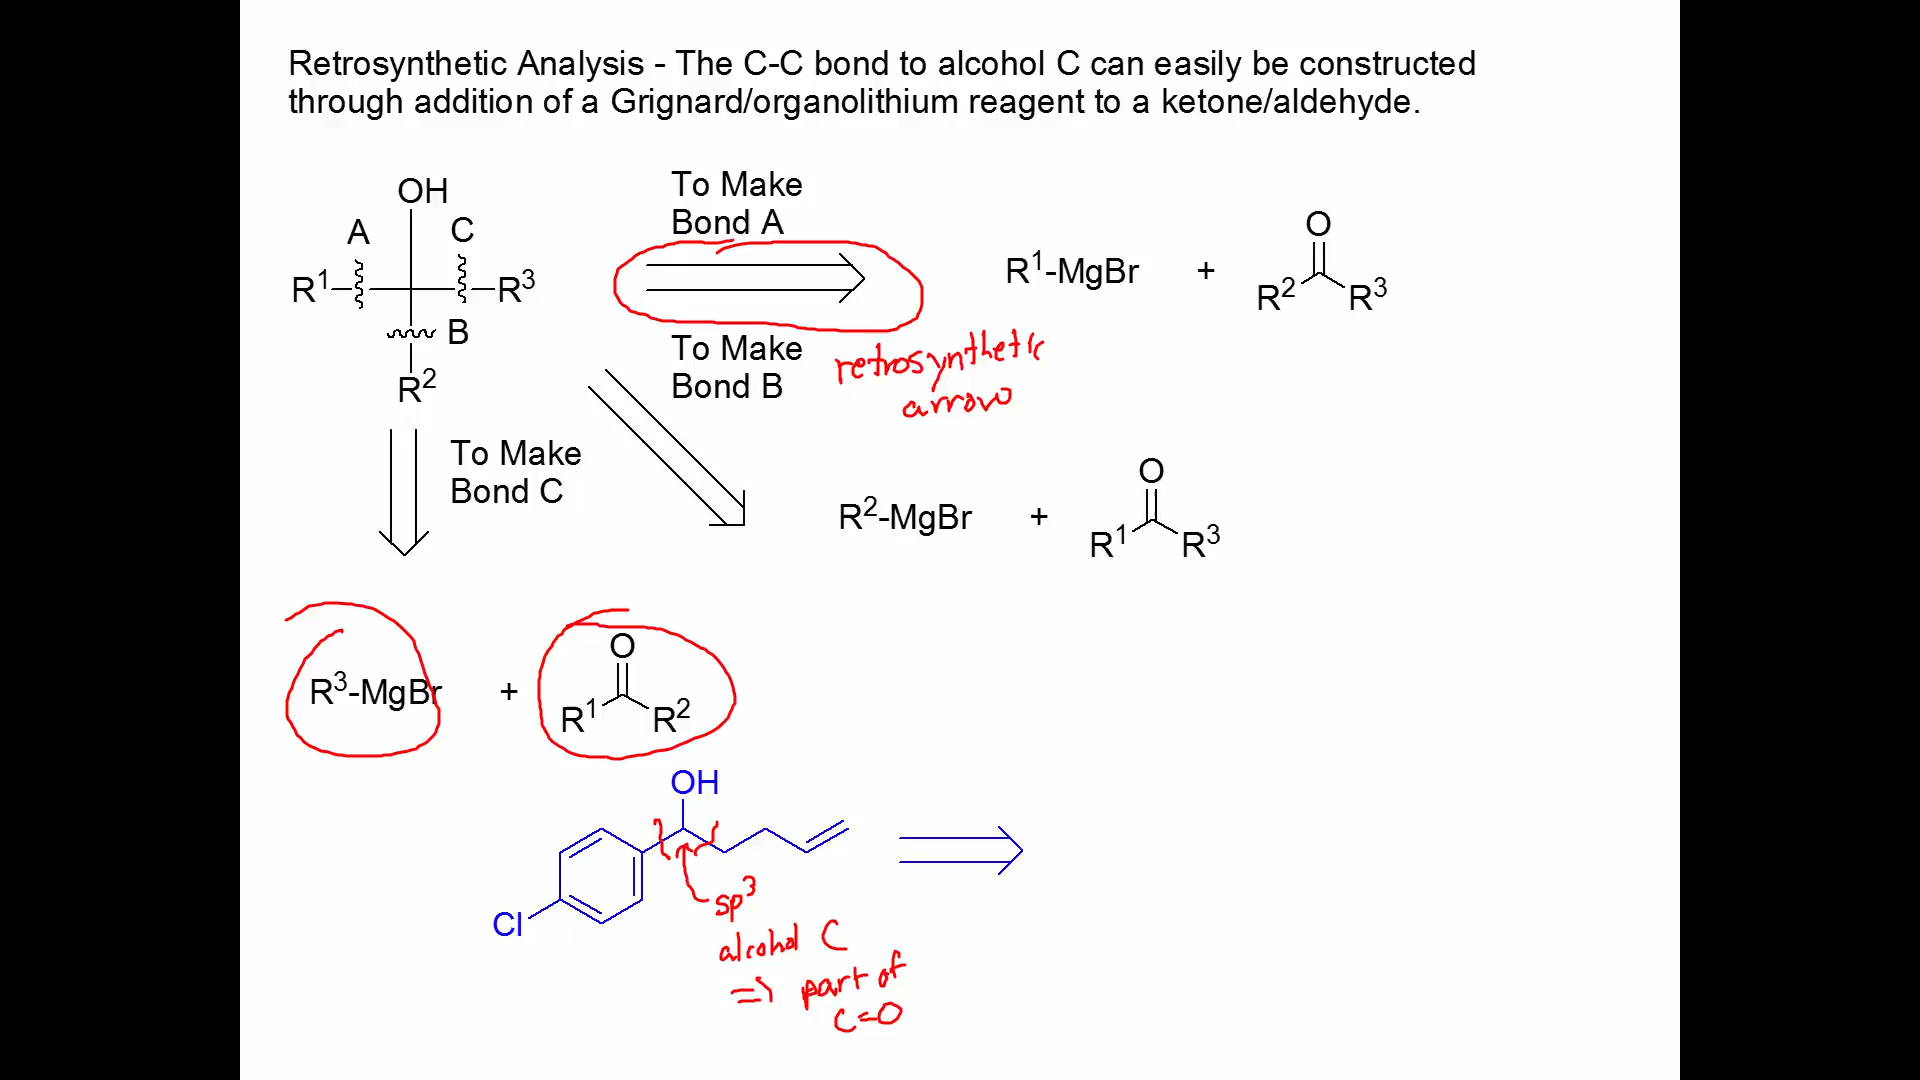 Retrosynthetic Analysis - The C-C bond to alcohol C can easily be constructed
through addition of a Grignard/organolithium reagent to a ketone/aldehyde.
OH
A
C
R¹
R³
B
R²
To Make
Bond A
R¹-MgBr + O
R² R³
To Make
Bond B
retrosynthetic
arrow
To Make
Bond C
R²-MgBr + O
R¹ R³
R³-MgBr + O
R¹ R²
OH
Cl
sp³
alcohol C
⇒ part of
C=O